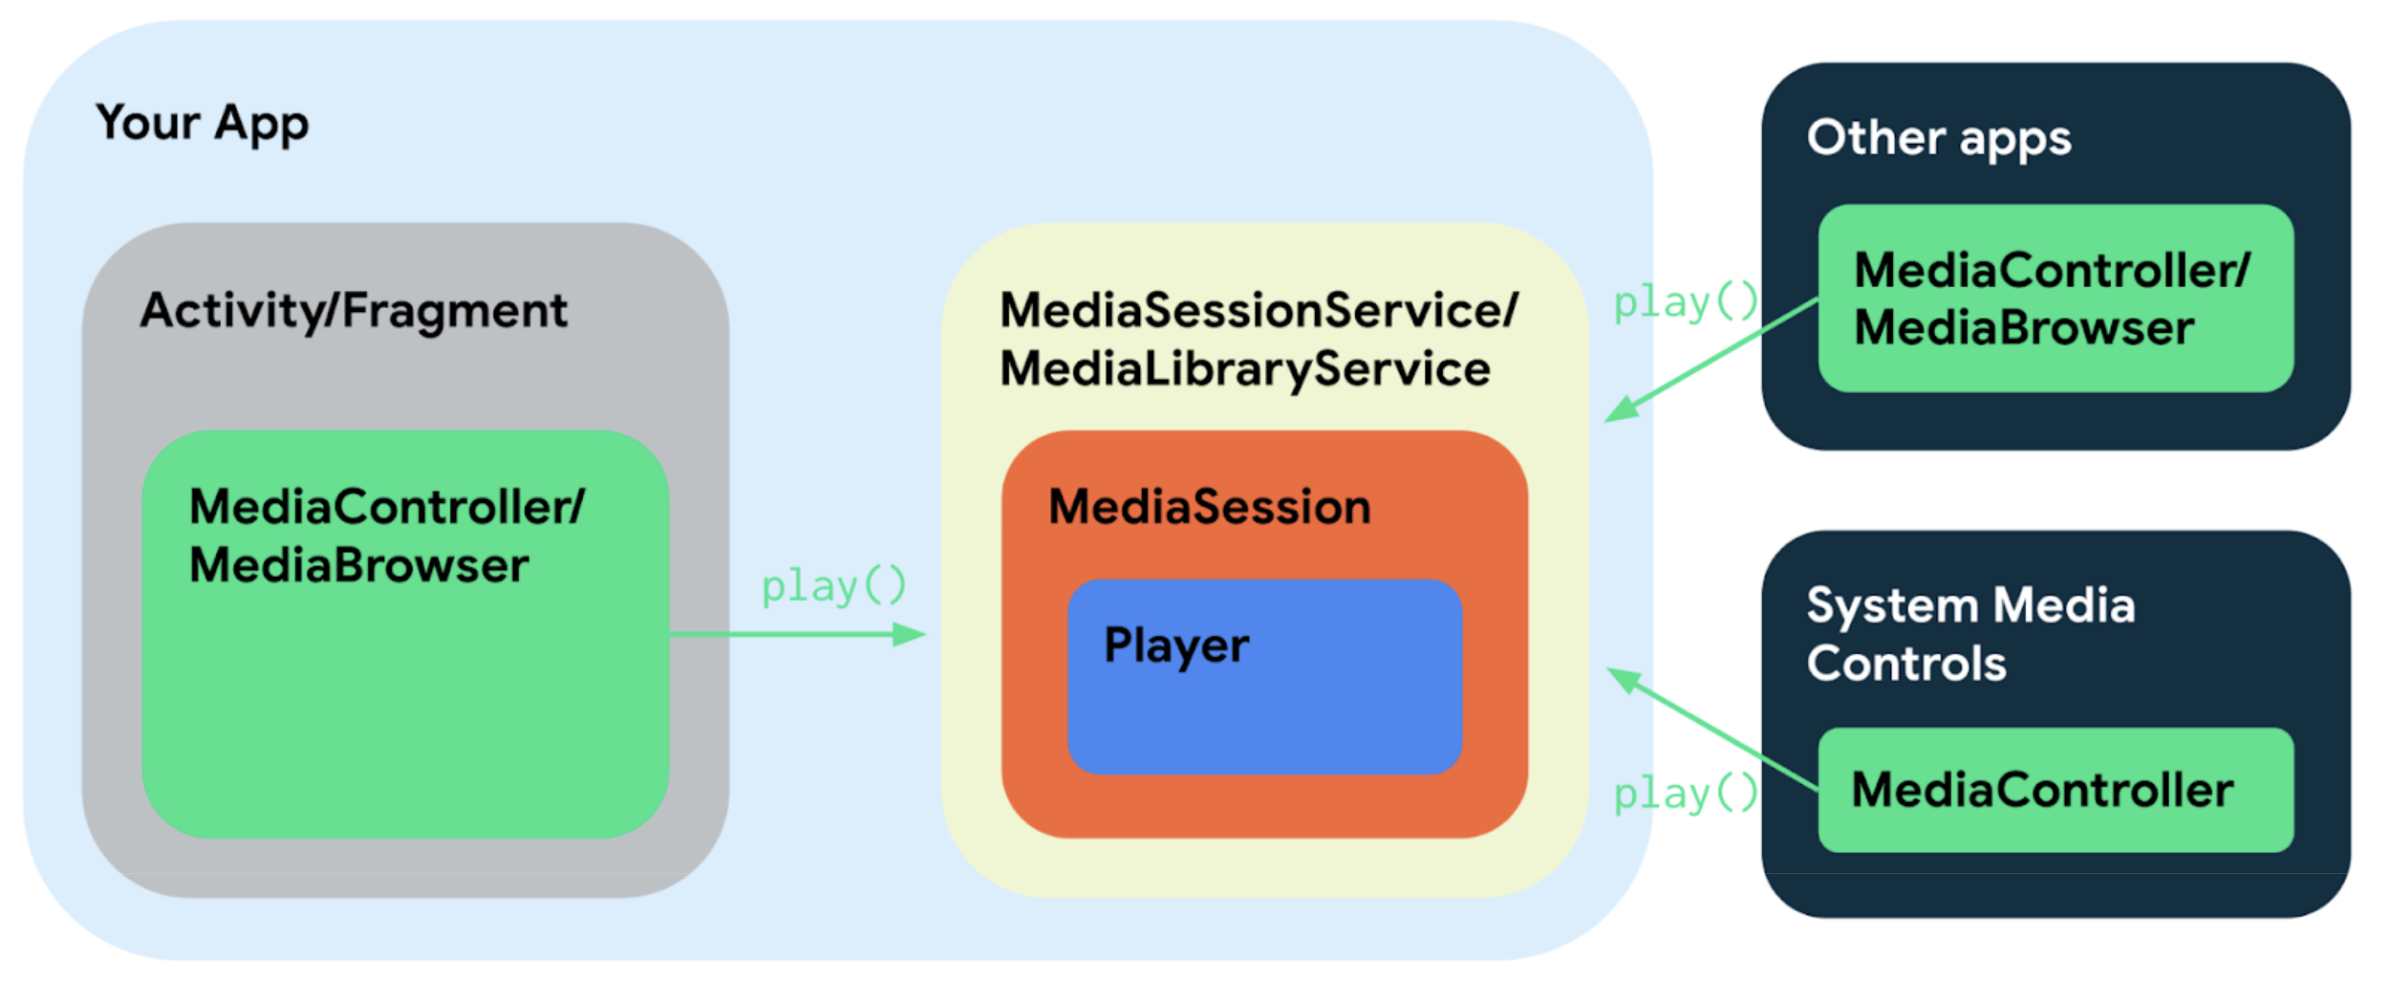 Your App
Activity/Fragment
MediaController/
MediaBrowser
play()
MediaSessionService/
MediaLibraryService
MediaSession
Player
play()
Other apps
MediaController/
MediaBrowser
play()
System Media
Controls
MediaController